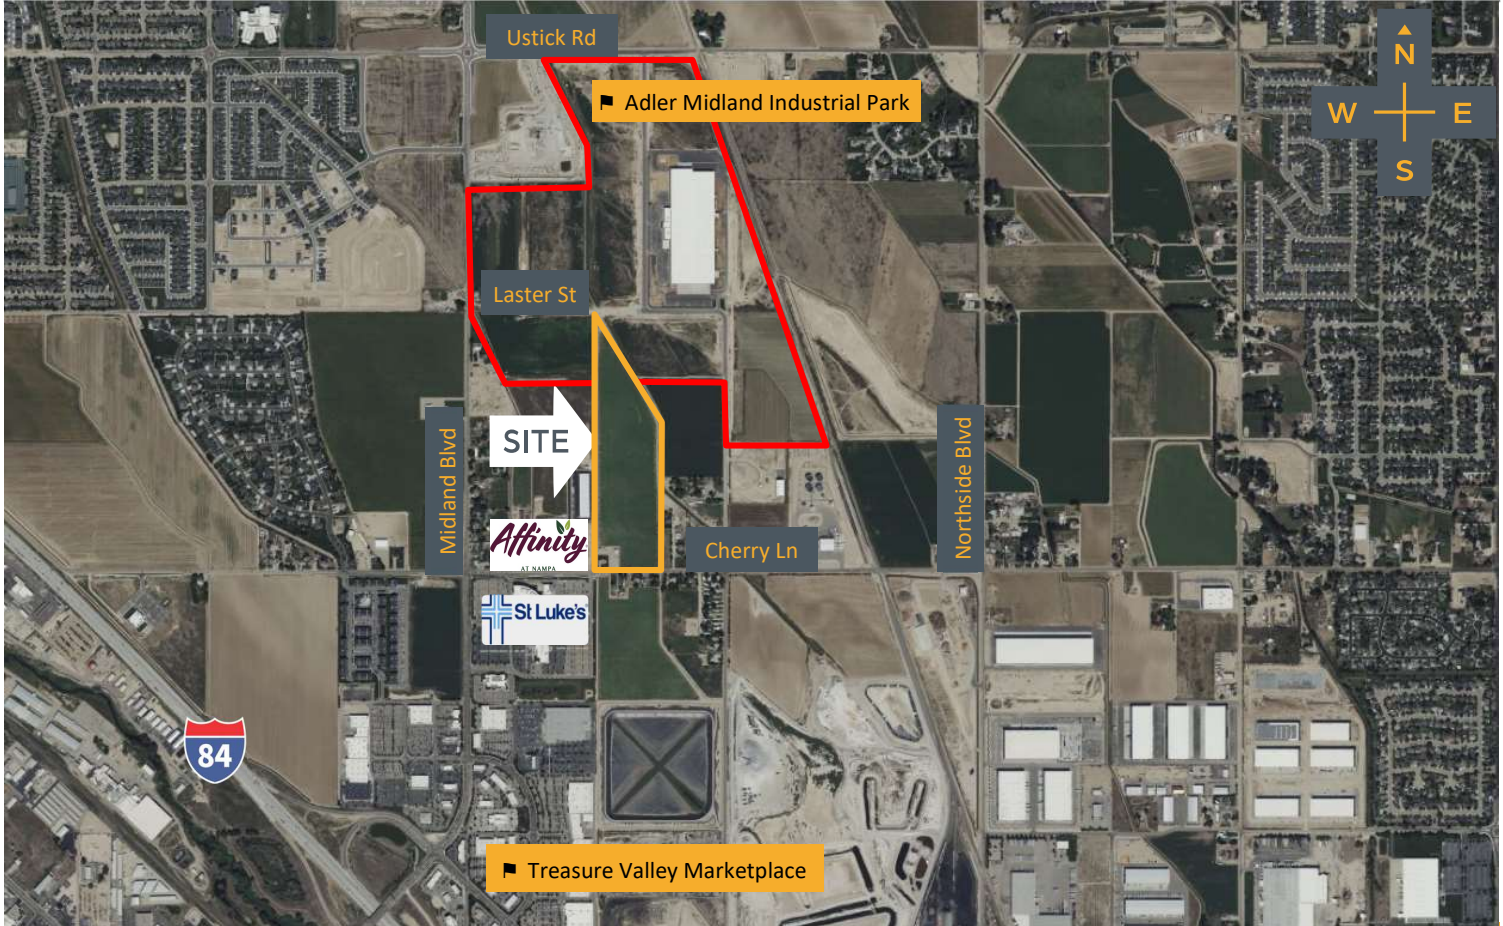 Ustick Rd
N
W E
S
Adler Midland Industrial Park
Laster St
SITE
Midland Blvd
Northside Blvd
Affinity
AT NAMPA
Cherry Ln
St Luke's
84
Treasure Valley Marketplace